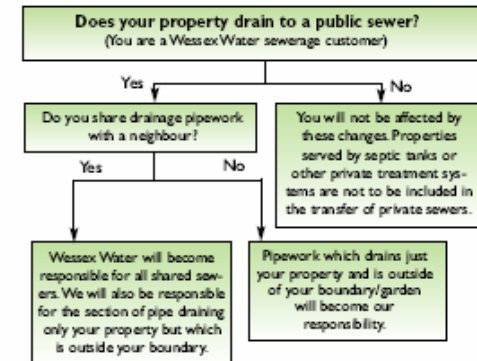 Does your property drain to a public sewer?
(You are a Wessex Water sewerage customer)
Yes
No
Do you share drainage pipework
with a neighbour?
You will not be affected by
these changes. Properties
served by septic tanks or
other private treatment sys-
tems are not to be included in
the transfer of private sewers.
Yes
No
Wessex Water will become
responsible for all shared sew-
ers. We will also be responsible
for the section of pipe draining
only your property but which
is outside your boundary.
Pipework which drains just
your property and is outside
of your boundary/garden
will become our
responsibility.